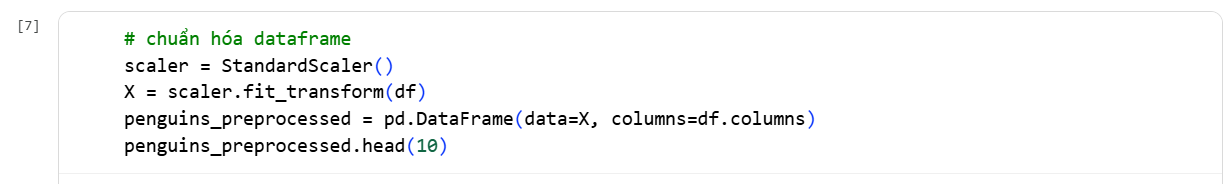 [7]
# chuẩn hóa dataframe
scaler = StandardScaler()
X = scaler.fit_transform(df)
penguins_preprocessed = pd.DataFrame(data=X, columns=df.columns)
penguins_preprocessed.head(10)